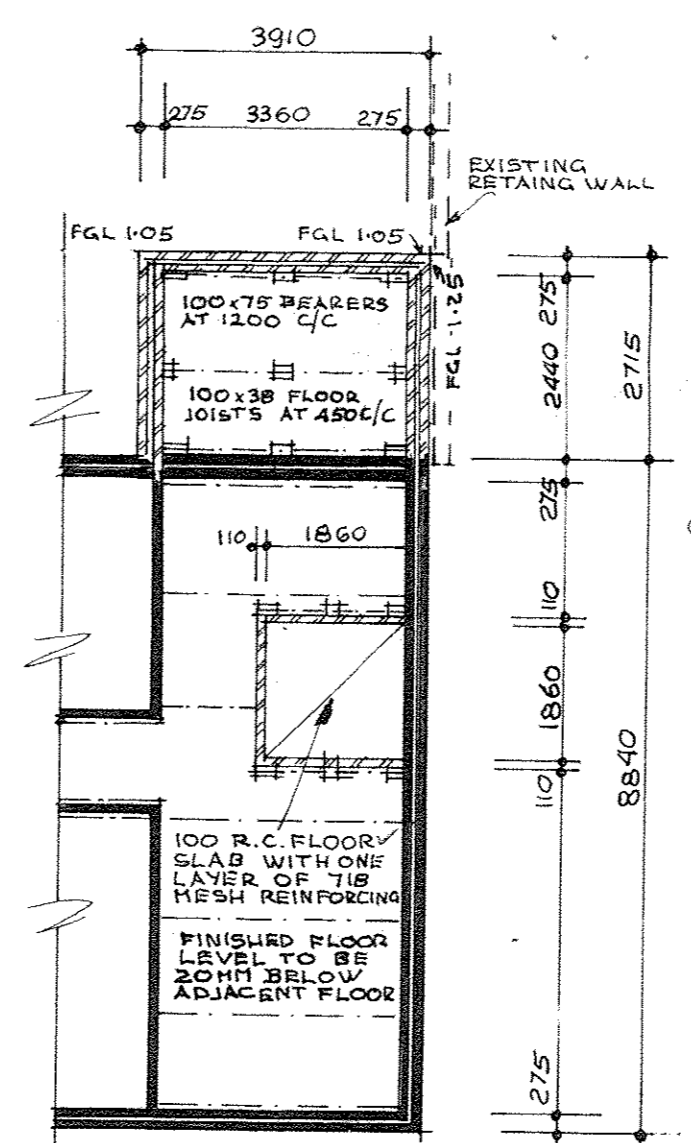 3910
275 3360 275
EXISTING
RETAING WALL
FGL 1.05
FGL 1.05
FGL 1.25
100x75 BEARERS
AT 1200 C/C
100x38 FLOOR
JOISTS AT 450C/C
275
2440
2715
275
110 1860
110
1860
110
8840
100 R.C. FLOOR
SLAB WITH ONE
LAYER OF 718
MESH REINFORCING
FINISHED FLOOR
LEVEL TO BE
20MM BELOW
ADJACENT FLOOR
275